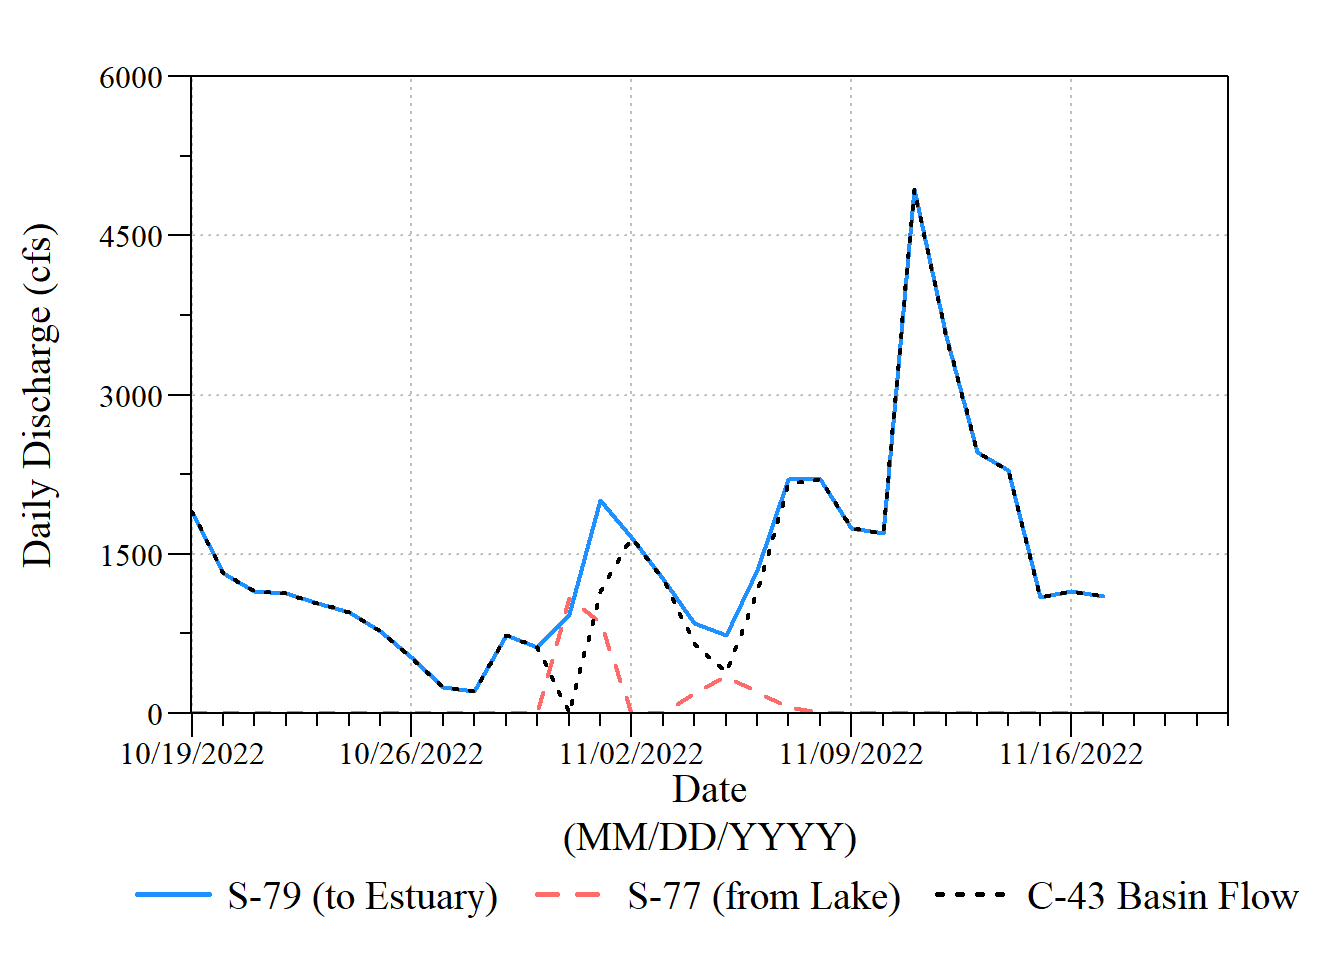 6000
4500
3000
1500
0
Daily Discharge (cfs)
10/19/2022 10/26/2022 11/02/2022 11/09/2022 11/16/2022
Date
(MM/DD/YYYY)
S-79 (to Estuary) S-77 (from Lake) C-43 Basin Flow